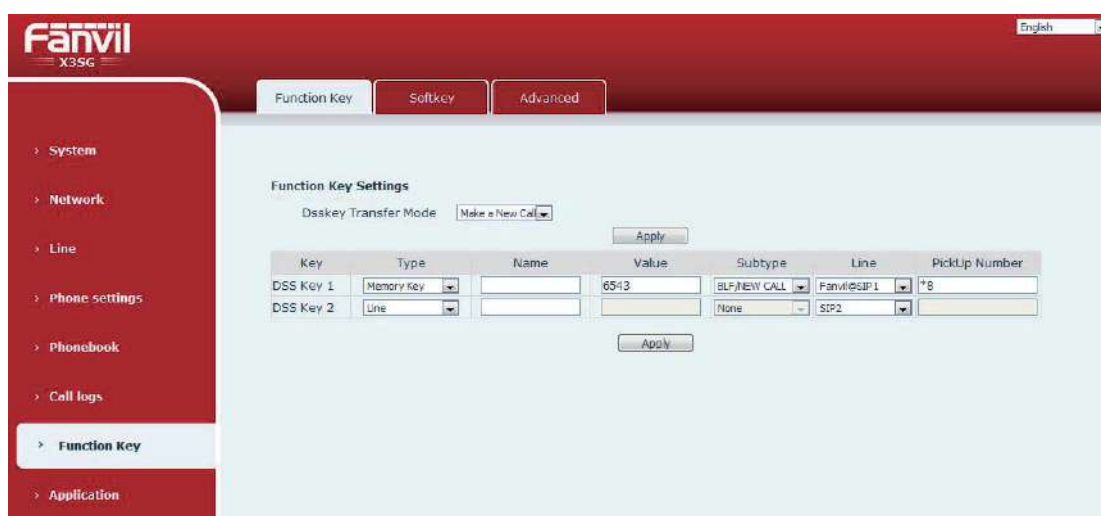 Fanvil
X3SG
English
Function Key Softkey Advanced
System
Network
Line
Phone settings
Phonebook
Call logs
Function Key
Application
Function Key Settings
Dsskey Transfer Mode Make a New Call
Apply
Key Type Name Value Subtype Line PickUp Number
DSS Key 1 Memory Key 6543 BLF/NEW CALL Fanvil@SIP1 *8
DSS Key 2 Line None SIP2
Apply